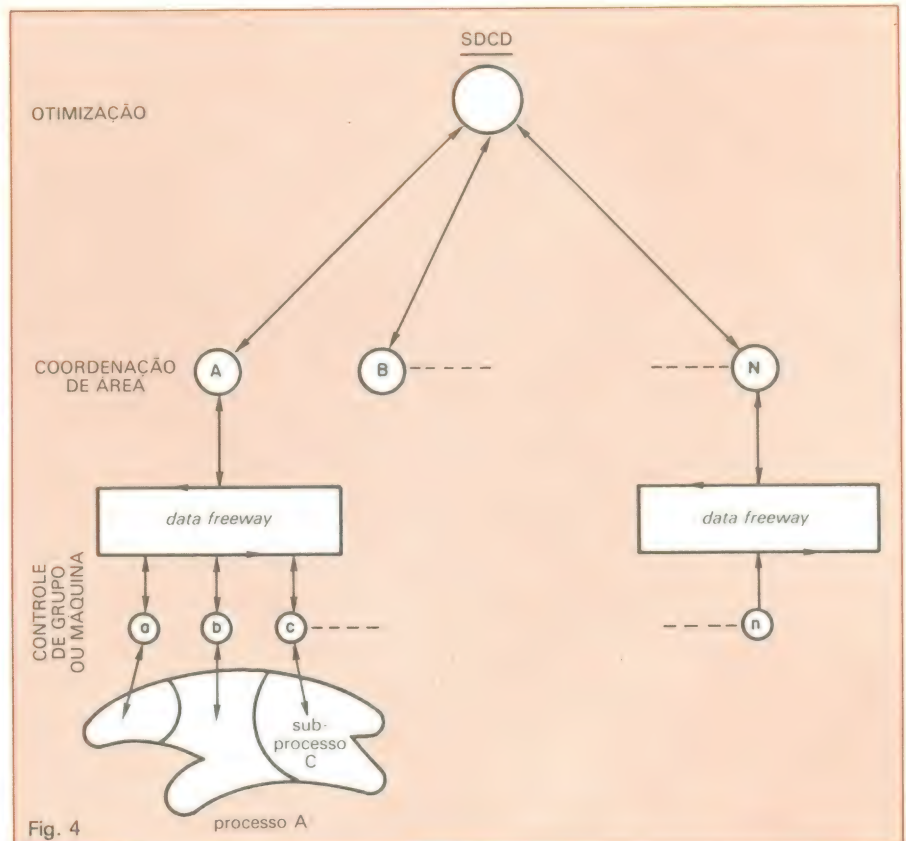 SDCD
OTIMIZAÇÃO
COORDENAÇÃO
DE ÁREA
A
B
N
data freeway
data freeway
CONTROLE
DE GRUPO
OU MÁQUINA
a
b
c
n
sub-
processo
C
processo A
Fig. 4